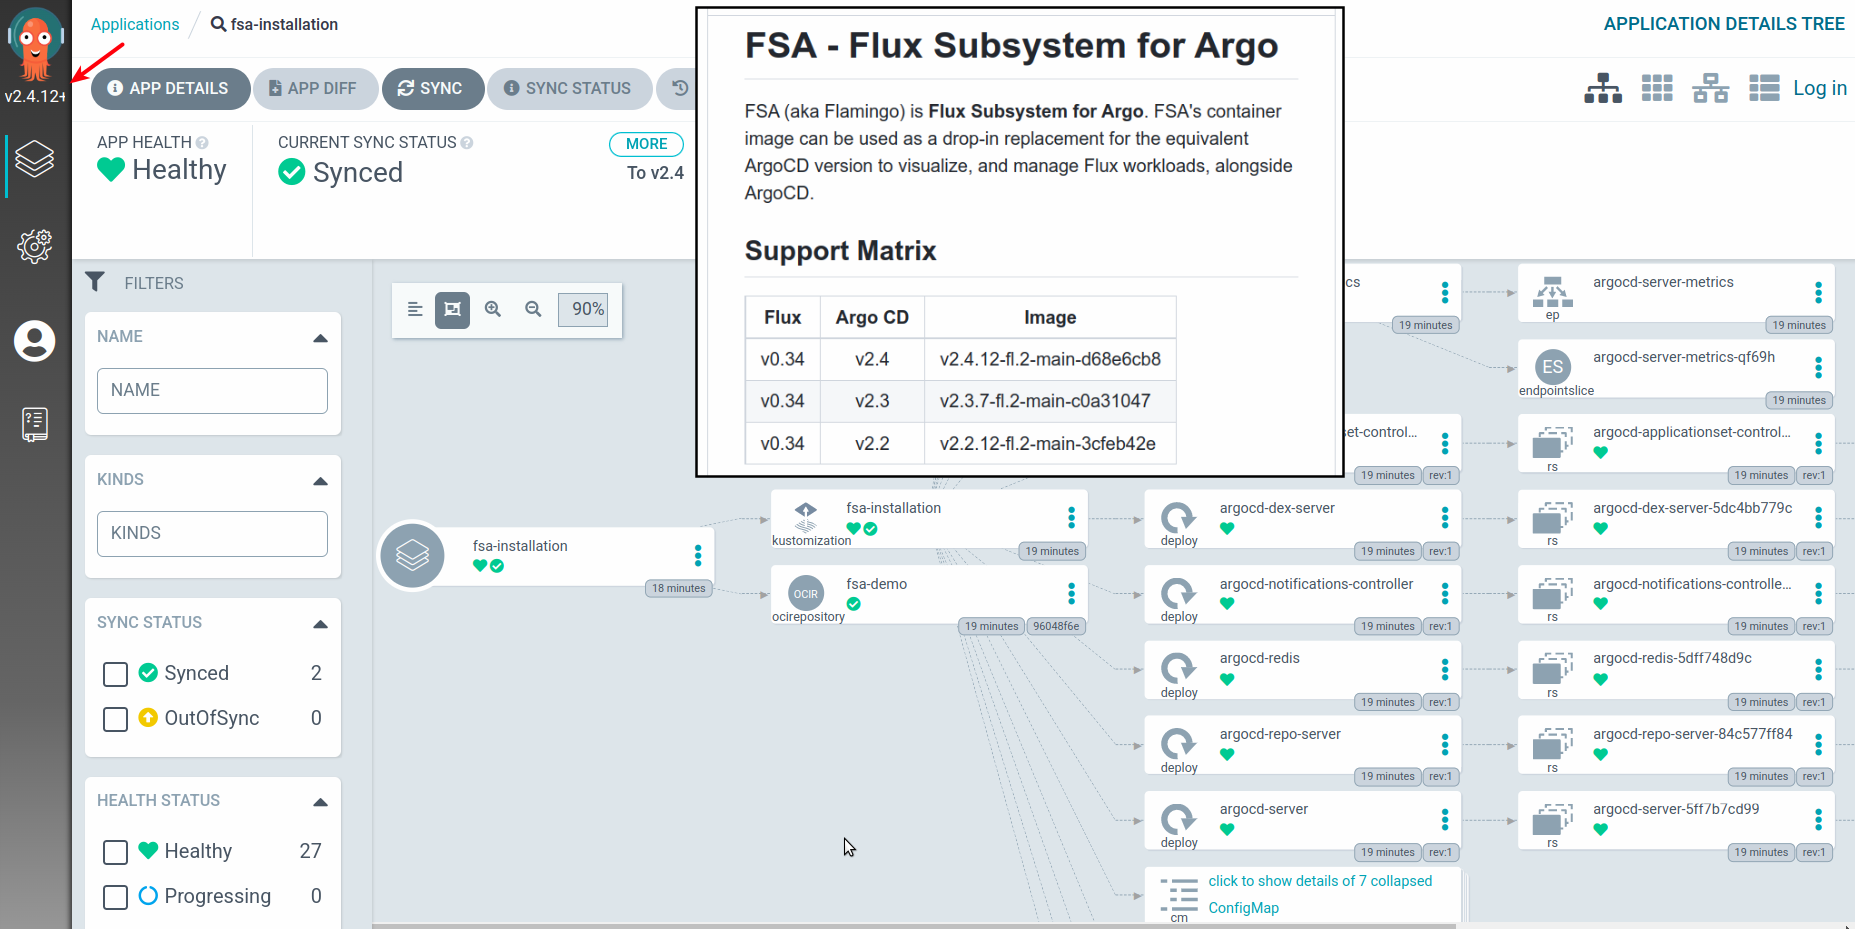 Applications / fsa-installation
APPLICATION DETAILS TREE
v2.4.12+
APP DETAILS
APP DIFF
SYNC
SYNC STATUS
Log in
APP HEALTH
Healthy
CURRENT SYNC STATUS
Synced
MORE
To v2.4
FSA - Flux Subsystem for Argo
FSA (aka Flamingo) is Flux Subsystem for Argo. FSA's container
image can be used as a drop-in replacement for the equivalent
ArgoCD version to visualize, and manage Flux workloads, alongside
ArgoCD.
Support Matrix
Flux Argo CD Image
v0.34 v2.4 v2.4.12-fl.2-main-d68e6cb8
v0.34 v2.3 v2.3.7-fl.2-main-c0a31047
v0.34 v2.2 v2.2.12-fl.2-main-3cfeb42e
FILTERS
NAME
NAME
KINDS
KINDS
SYNC STATUS
Synced 2
OutOfSync 0
HEALTH STATUS
Healthy 27
Progressing 0
90%
fsa-installation
18 minutes
fsa-installation
kustomization
19 minutes
fsa-demo
OCIR
ocirepository
19 minutes 96048f6e
cs
19 minutes
set-control...
19 minutes rev:1
argocd-dex-server
deploy
19 minutes rev:1
argocd-notifications-controller
deploy
19 minutes rev:1
argocd-redis
deploy
19 minutes rev:1
argocd-repo-server
deploy
19 minutes rev:1
argocd-server
deploy
19 minutes rev:1
click to show details of 7 collapsed
ConfigMap
cm
argocd-server-metrics
ep
19 minutes
argocd-server-metrics-qf69h
ES
endpointslice
19 minutes
argocd-applicationset-control...
rs
19 minutes rev:1
argocd-dex-server-5dc4bb779c
rs
19 minutes rev:1
argocd-notifications-controlle...
rs
19 minutes rev:1
argocd-redis-5dff748d9c
rs
19 minutes rev:1
argocd-repo-server-84c577ff84
rs
19 minutes rev:1
argocd-server-5ff7b7cd99
rs
19 minutes rev:1